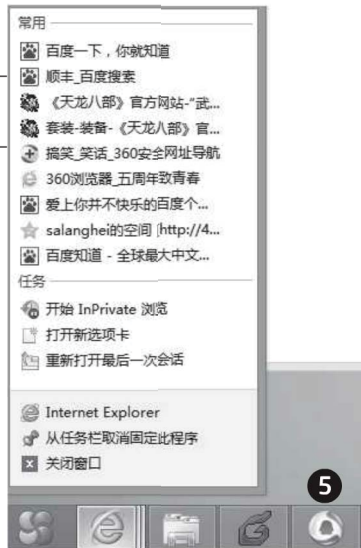 常用
百度一下，你就知道
顺丰_百度搜索
《天龙八部》官方网站-“武...
套装-装备-《天龙八部》官...
搞笑_笑话_360安全网址导航
360浏览器_五周年致青春
爱上你并不快乐的百度个...
salanghei的空间 [http://4...
百度知道 - 全球最大中文...
任务
开始 InPrivate 浏览
打开新选项卡
重新打开最后一次会话
Internet Explorer
从任务栏取消固定此程序
关闭窗口
5